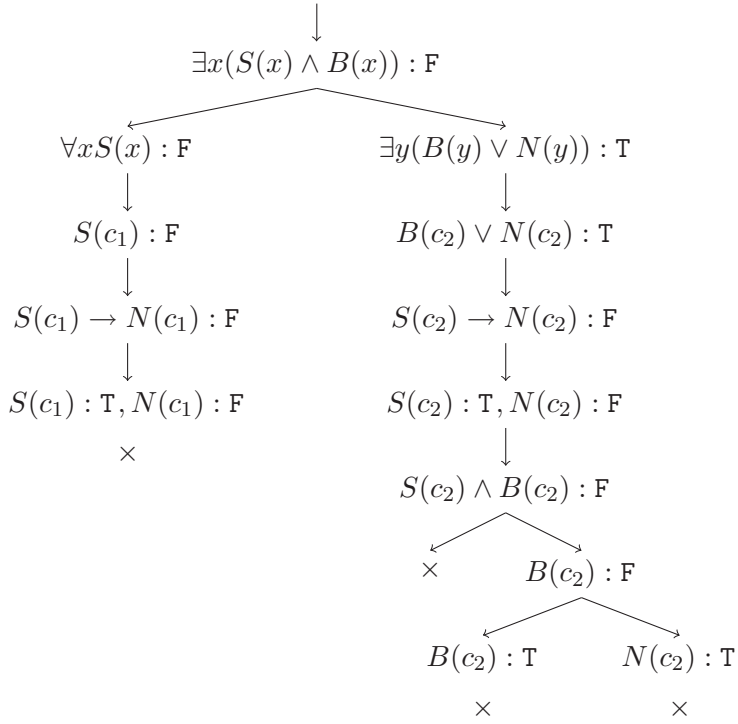 ∃x(S(x) ∧ B(x)) : F
∀xS(x) : F ∃y(B(y) ∨ N(y)) : T
S(c₁) : F B(c₂) ∨ N(c₂) : T
S(c₁) → N(c₁) : F S(c₂) → N(c₂) : F
S(c₁) : T, N(c₁) : F S(c₂) : T, N(c₂) : F
× S(c₂) ∧ B(c₂) : F
× B(c₂) : F
B(c₂) : T N(c₂) : T
× ×